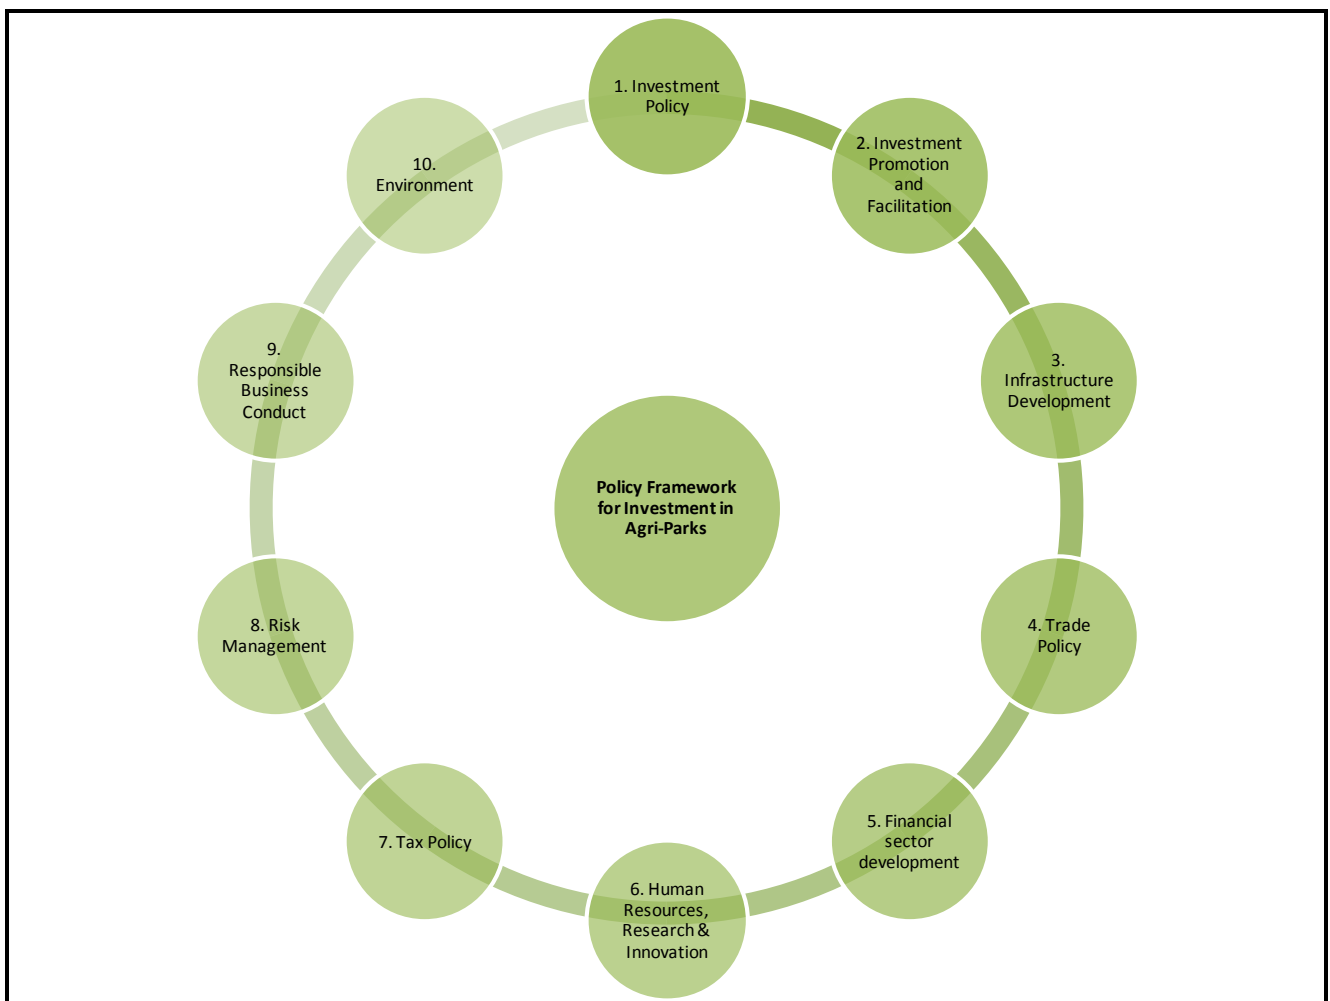 1. Investment
Policy
2. Investment
Promotion
and
Facilitation
3.
Infrastructure
Development
4. Trade
Policy
5. Financial
sector
development
6. Human
Resources,
Research &
Innovation
7. Tax Policy
8. Risk
Management
9.
Responsible
Business
Conduct
10.
Environment
Policy Framework
for Investment in
Agri-Parks